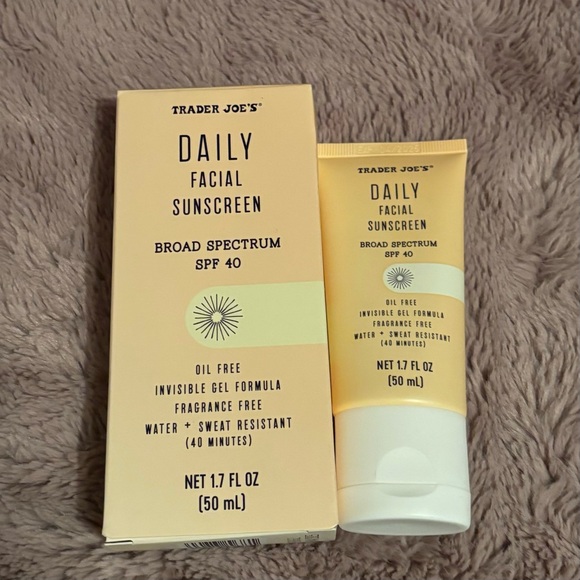 TRADER JOE'S
DAILY
FACIAL
SUNSCREEN
BROAD SPECTRUM
SPF 40
OIL FREE
INVISIBLE GEL FORMULA
FRAGRANCE FREE
WATER + SWEAT RESISTANT
(40 MINUTES)
NET 1.7 FL OZ
(50 mL)
TRADER JOE'S
DAILY
FACIAL
SUNSCREEN
BROAD SPECTRUM
SPF 40
OIL FREE
INVISIBLE GEL FORMULA
FRAGRANCE FREE
WATER + SWEAT RESISTANT
(40 MINUTES)
NET 1.7 FL OZ
(50 mL)